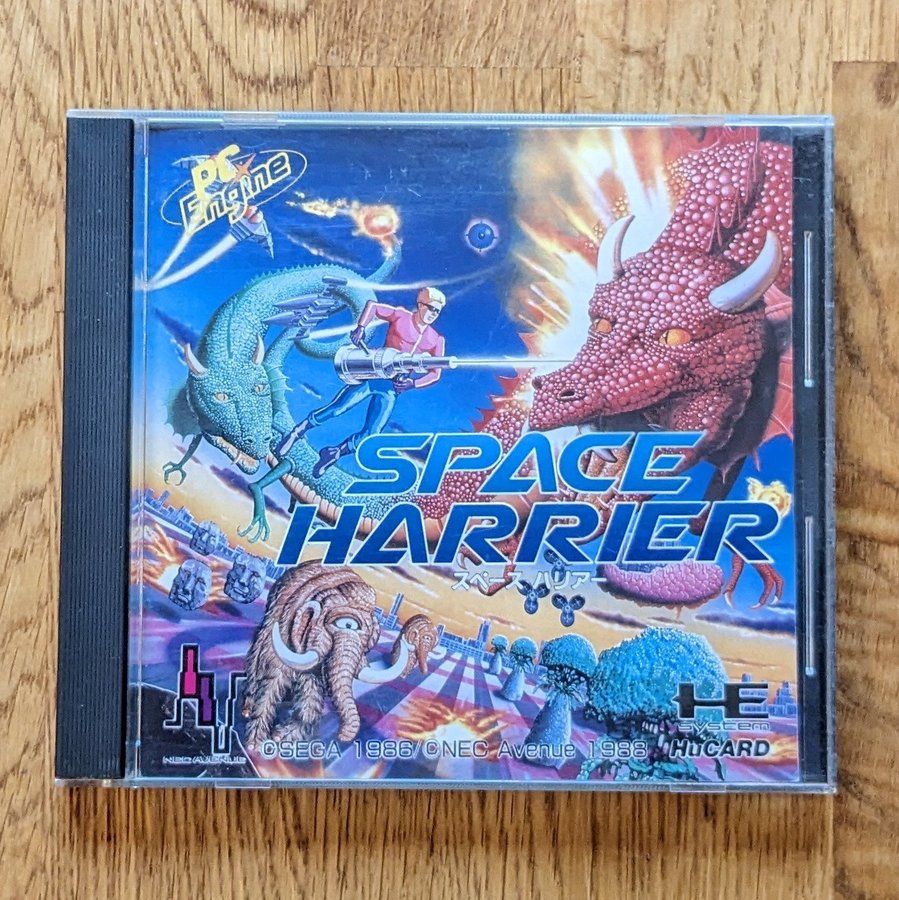 PC
Engine
SPACE
HARRIER
スペースハリアー
HE
system
HuCARD
NEC AVENUE
©SEGA 1986/©NEC Avenue 1988